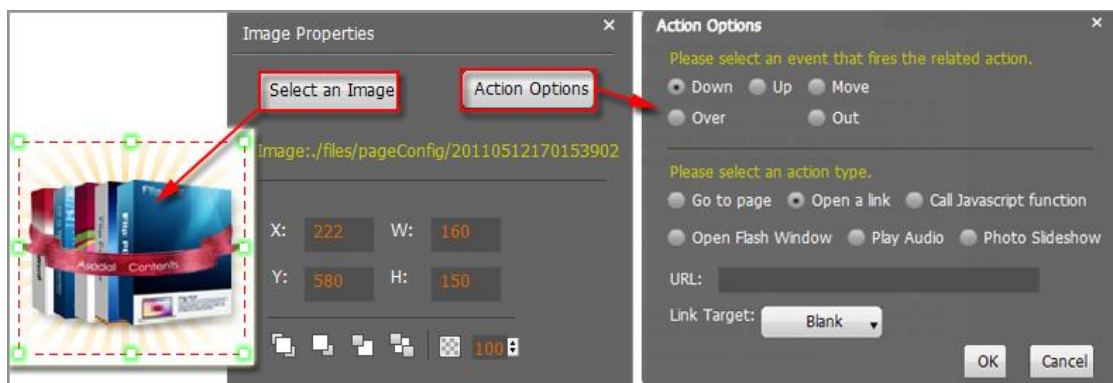 Image Properties
×
Select an Image
Action Options
Image:./files/pageConfig/20110512170153902
X: 222 W: 160
Y: 580 H: 150
100
Asadal Contents
Action Options
×
Please select an event that fires the related action.
Down Up Move
Over Out
Please select an action type.
Go to page Open a link Call Javascript function
Open Flash Window Play Audio Photo Slideshow
URL:
Link Target: Blank
OK Cancel